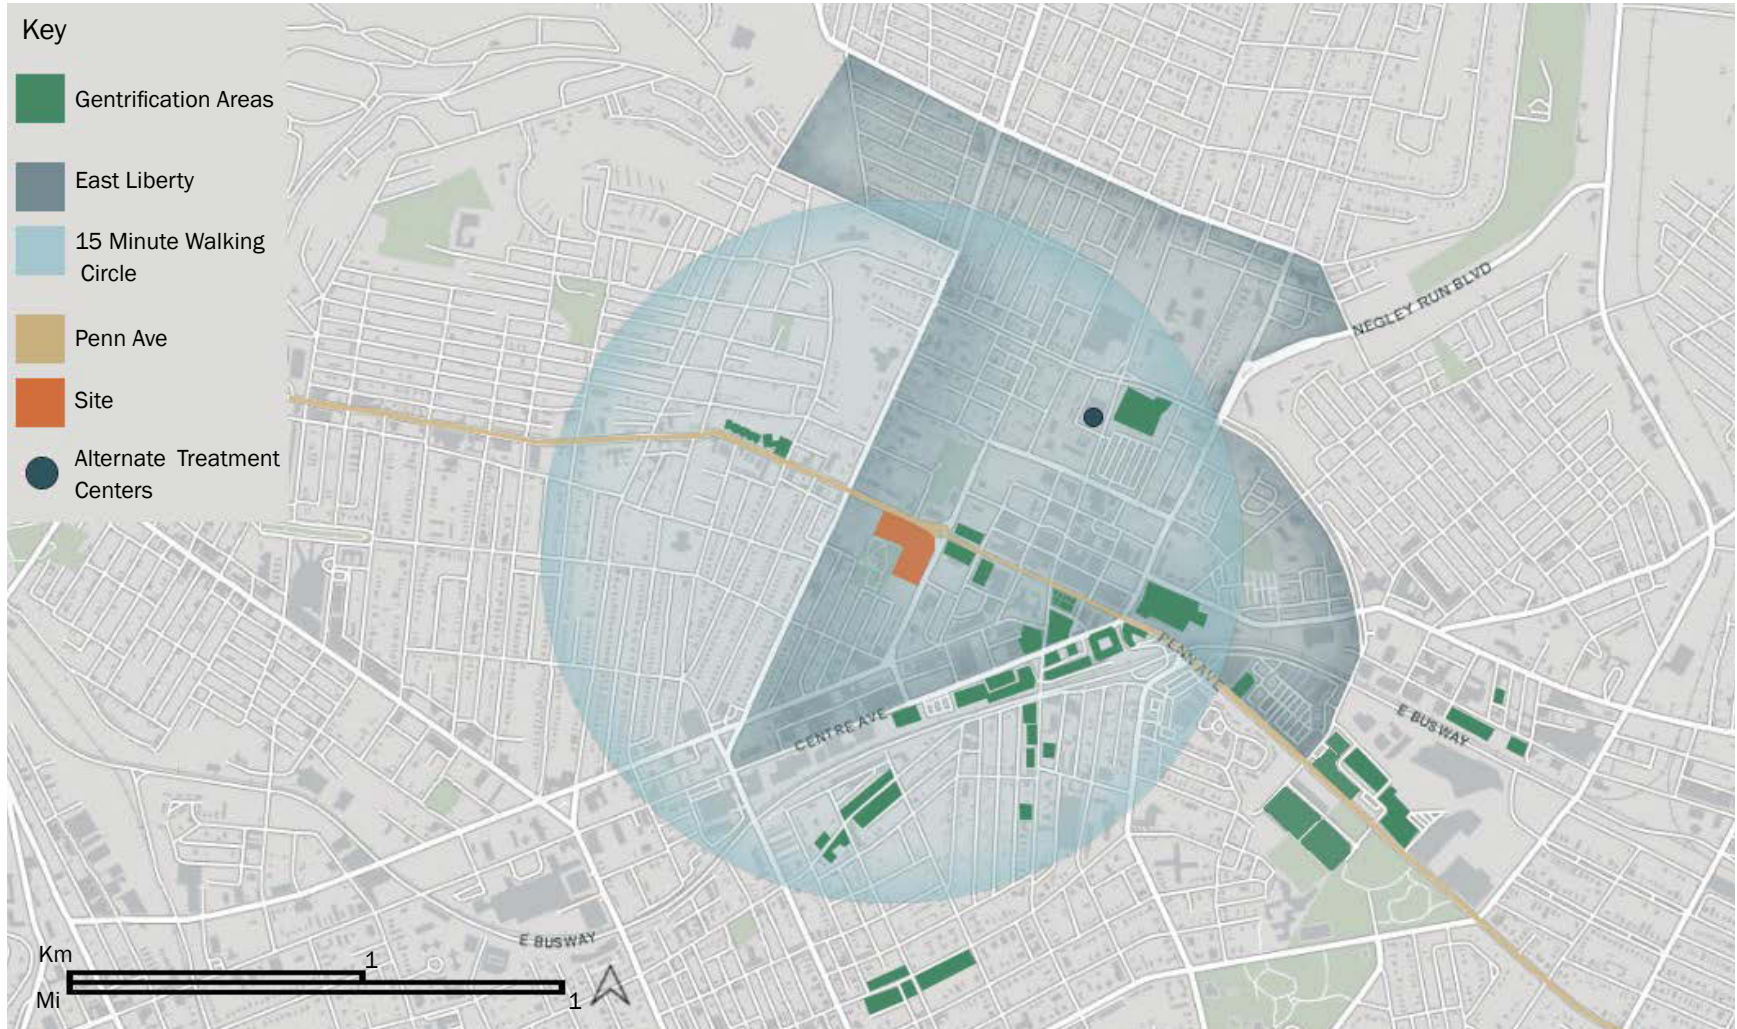 Key
Gentrification Areas
East Liberty
15 Minute Walking
Circle
Penn Ave
Site
Alternate Treatment
Centers
NEGLEY RUN BLVD
PENN AVE
CENTRE AVE
E BUSWAY
E BUSWAY
Km
1
Mi
1